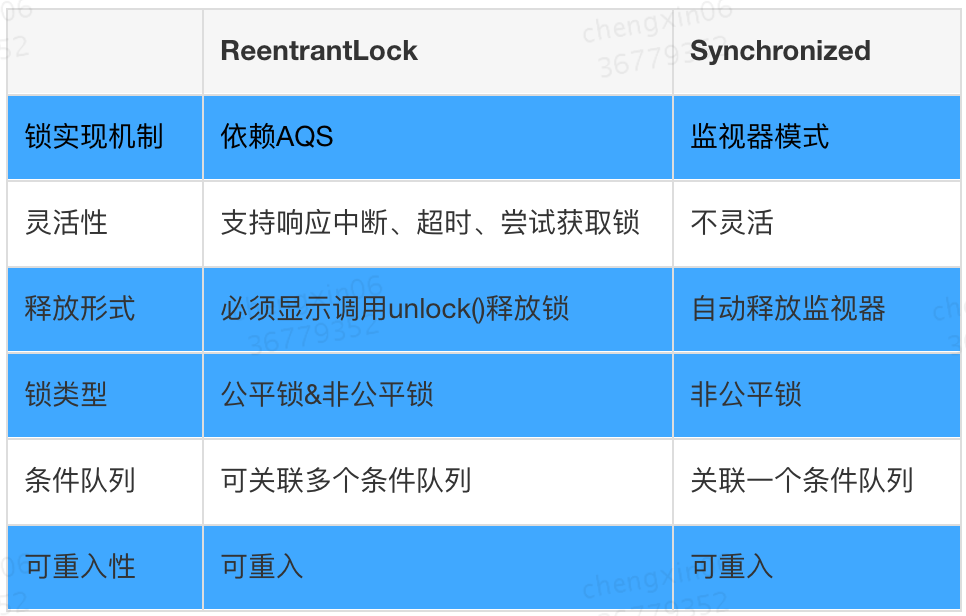 ReentrantLock Synchronized
锁实现机制 依赖AQS 监视器模式
灵活性 支持响应中断、超时、尝试获取锁 不灵活
释放形式 必须显示调用unlock()释放锁 自动释放监视器
锁类型 公平锁&非公平锁 非公平锁
条件队列 可关联多个条件队列 关联一个条件队列
可重入性 可重入 可重入
chengxin06
36779352